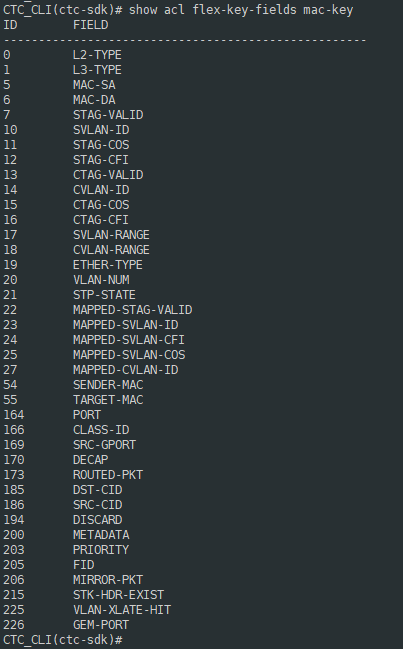 CTC_CLI(ctc-sdk)# show acl flex-key-fields mac-key
ID       FIELD
--------------------------------------------------
0        L2-TYPE
1        L3-TYPE
5        MAC-SA
6        MAC-DA
7        STAG-VALID
10       SVLAN-ID
11       STAG-COS
12       STAG-CFI
13       CTAG-VALID
14       CVLAN-ID
15       CTAG-COS
16       CTAG-CFI
17       SVLAN-RANGE
18       CVLAN-RANGE
19       ETHER-TYPE
20       VLAN-NUM
21       STP-STATE
22       MAPPED-STAG-VALID
23       MAPPED-SVLAN-ID
24       MAPPED-SVLAN-CFI
25       MAPPED-SVLAN-COS
27       MAPPED-CVLAN-ID
54       SENDER-MAC
55       TARGET-MAC
164      PORT
166      CLASS-ID
169      SRC-GPORT
170      DECAP
173      ROUTED-PKT
185      DST-CID
186      SRC-CID
194      DISCARD
200      METADATA
203      PRIORITY
205      FID
206      MIRROR-PKT
215      STK-HDR-EXIST
225      VLAN-XLATE-HIT
226      GEM-PORT
CTC_CLI(ctc-sdk)#